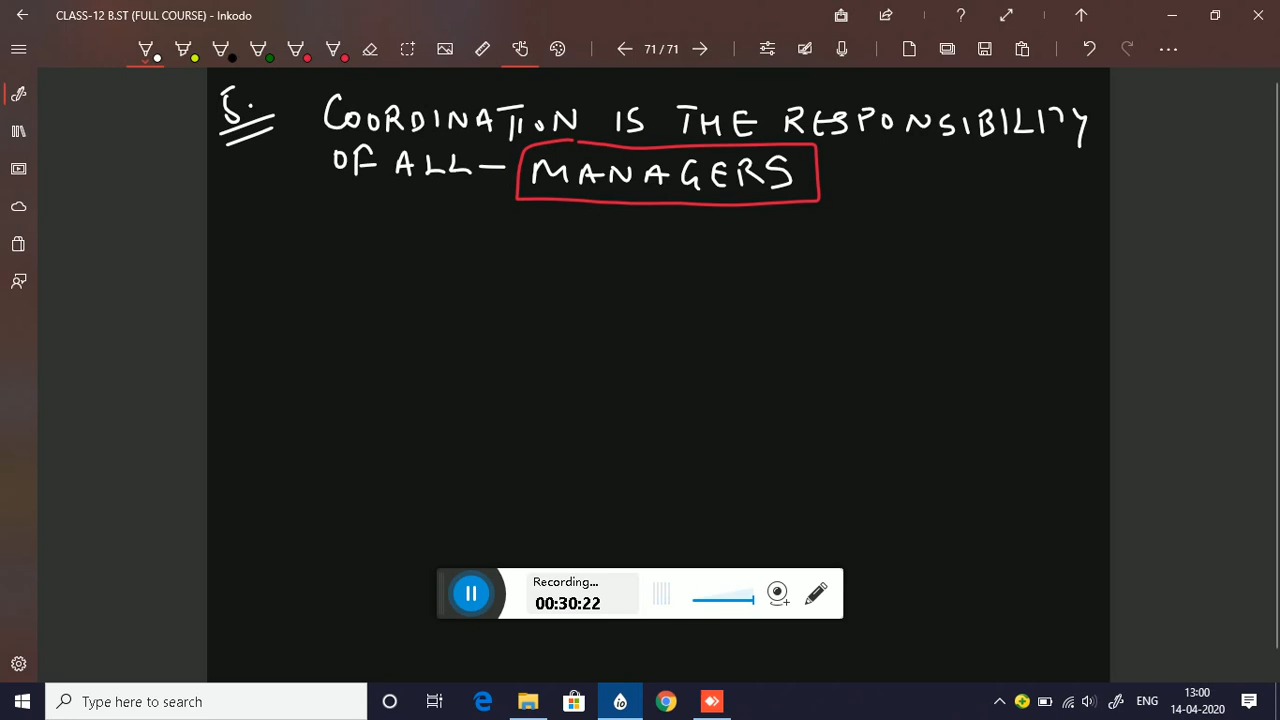 CLASS-12 B.ST (FULL COURSE) - Inkodo
71 / 71
5. COORDINATION IS THE RESPONSIBILITY
OF ALL - MANAGERS
Recording...
00:30:22
Type here to search
ENG
13:00
14-04-2020